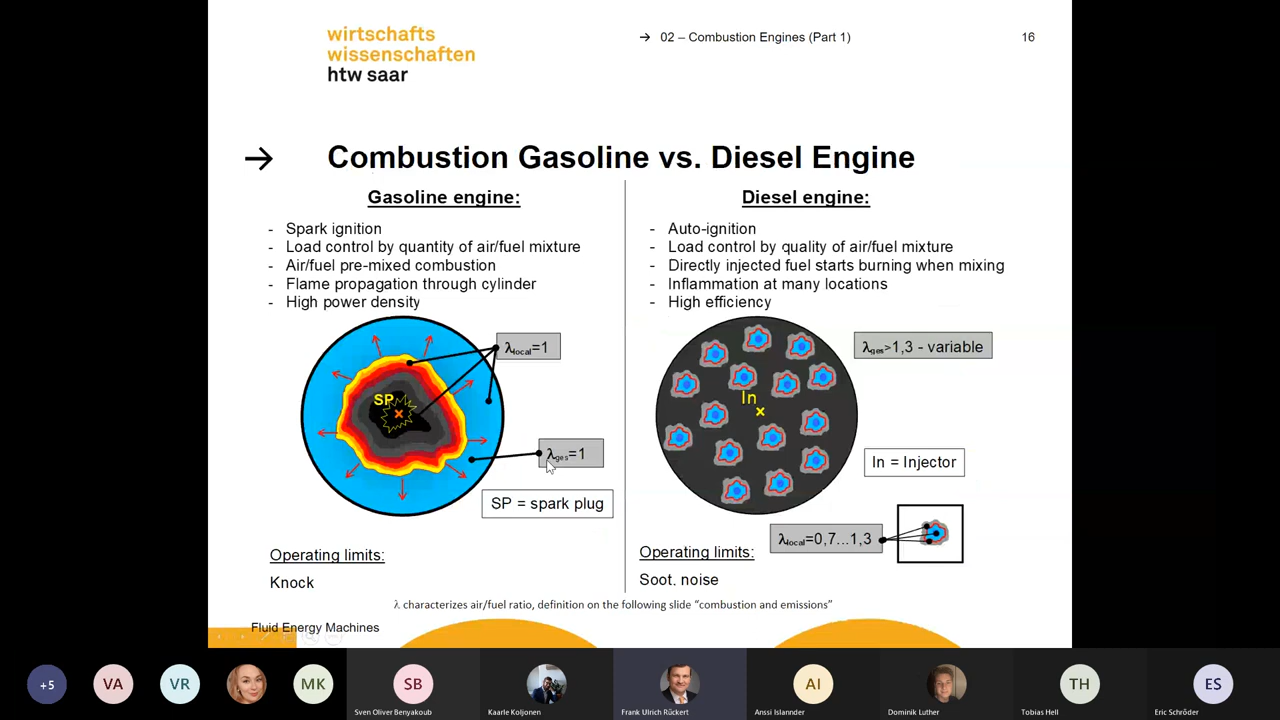 wirtschafts
wissenschaften
htw saar
→ 02 – Combustion Engines (Part 1)
16
→ Combustion Gasoline vs. Diesel Engine
Gasoline engine:
- Spark ignition
- Load control by quantity of air/fuel mixture
- Air/fuel pre-mixed combustion
- Flame propagation through cylinder
- High power density
λlocal=1
SP
λges=1
SP = spark plug
Operating limits:
Knock
Diesel engine:
- Auto-ignition
- Load control by quality of air/fuel mixture
- Directly injected fuel starts burning when mixing
- Inflammation at many locations
- High efficiency
λges>1,3 - variable
In
In = Injector
λlocal=0,7...1,3
Operating limits:
Soot. noise
λ characterizes air/fuel ratio, definition on the following slide “combustion and emissions”
Fluid Energy Machines
+5
VA
VR
MK
SB
Sven Oliver Benyakoub
Kaarle Koljonen
Frank Ulrich Rückert
AI
Anssi Islannder
Dominik Luther
TH
Tobias Hell
ES
Eric Schröder